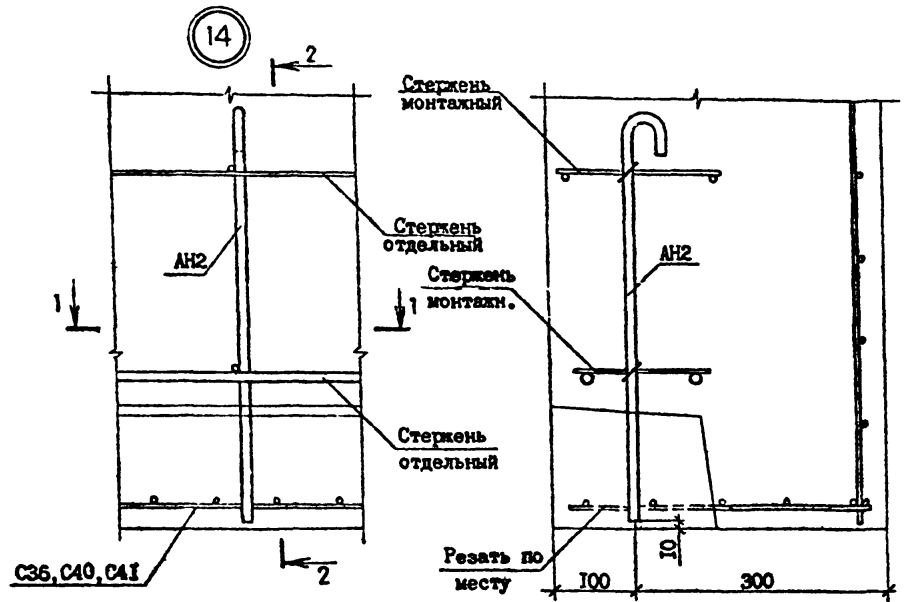 14
2
Стержень
монтажный
Стержень
отдельный
АН2
АН2
Стержень
монтажн.
1
1
Стержень
отдельный
С36, С40, С41
2
Резать по
месту
10
100
300